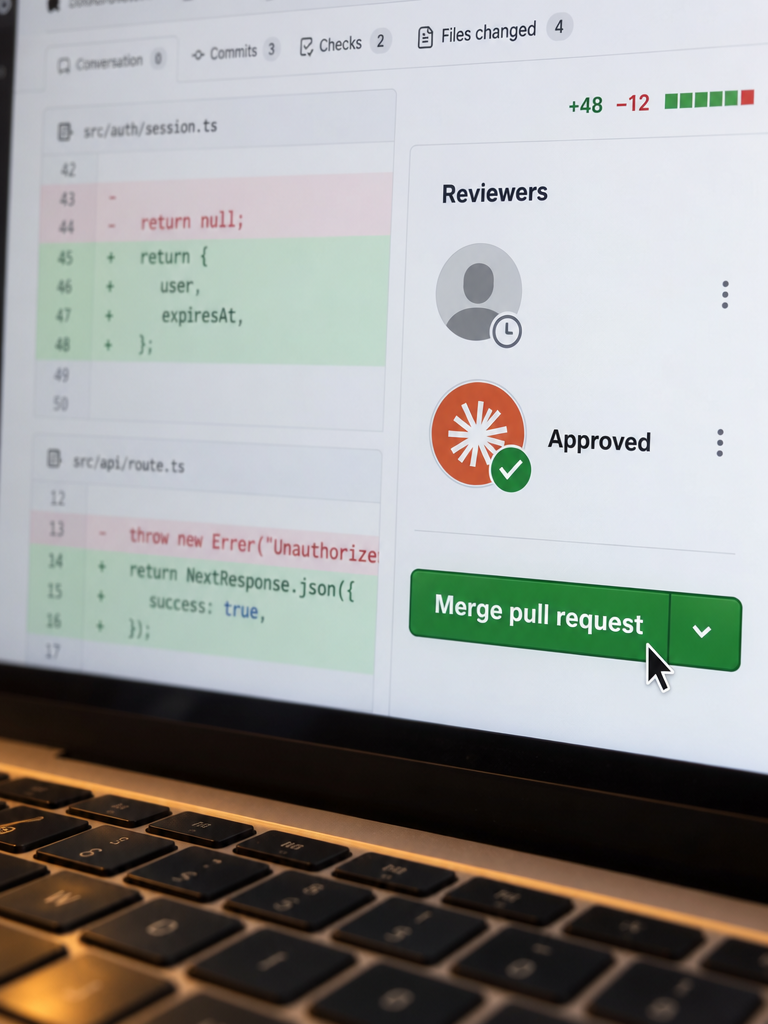 Conversation 0
Commits 3
Checks 2
Files changed 4
+48 −12
src/auth/session.ts
42
43 -
44 - return null;
45 + return {
46 + user,
47 + expiresAt,
48 + };
49
50
src/api/route.ts
12
13 - throw new Errer("Unauthorize
14 + return NextResponse.json({
15 + success: true,
16 + });
17
Reviewers
Approved
Merge pull request